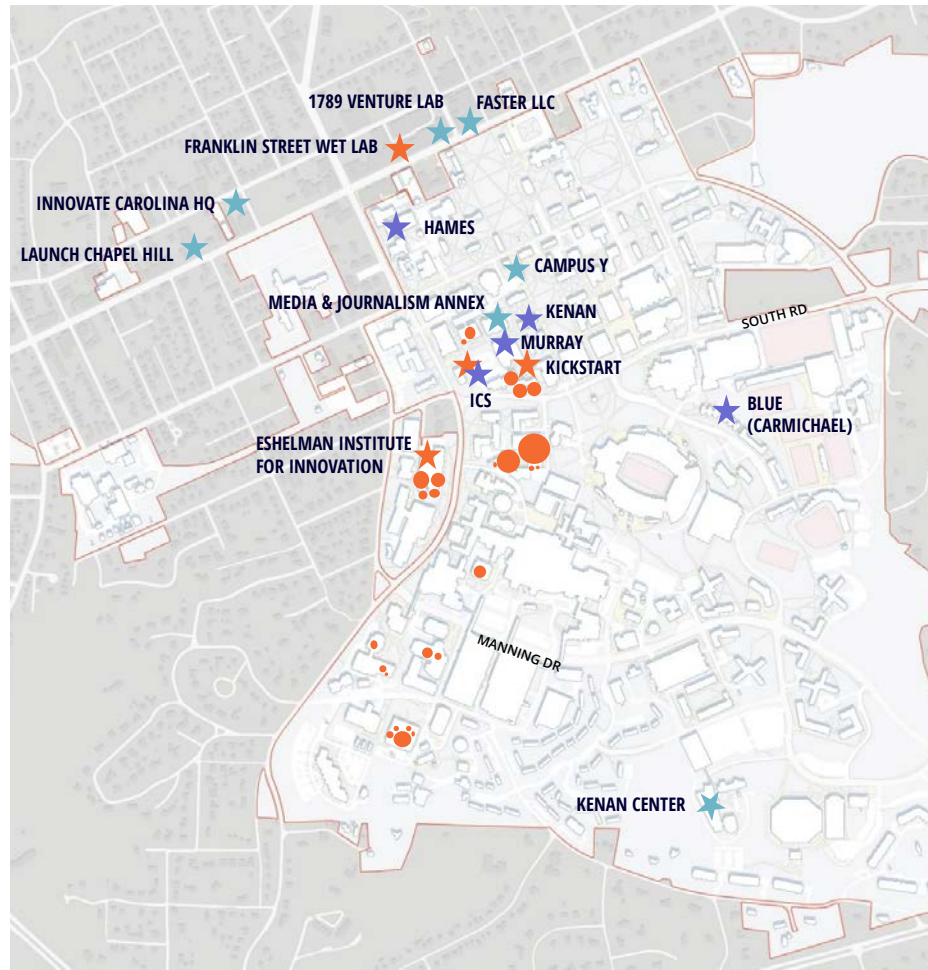 1789 VENTURE LAB
FASTER LLC
FRANKLIN STREET WET LAB
INNOVATE CAROLINA HQ
HAMES
LAUNCH CHAPEL HILL
CAMPUS Y
MEDIA & JOURNALISM ANNEX
KENAN
SOUTH RD
MURRAY
KICKSTART
ICS
BLUE
(CARMICHAEL)
ESHELMAN INSTITUTE
FOR INNOVATION
MANNING DR
KENAN CENTER